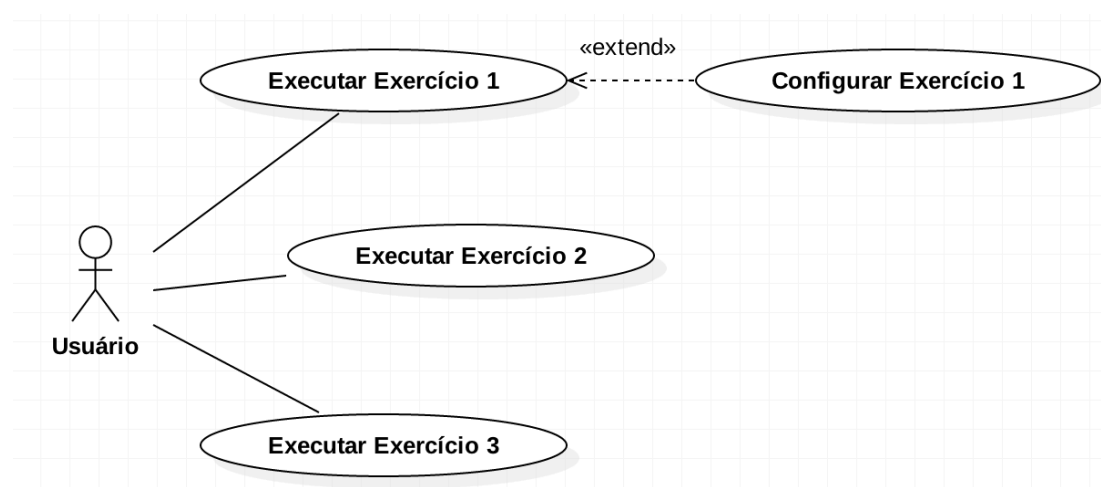 «extend»
Executar Exercício 1
Configurar Exercício 1
Executar Exercício 2
Usuário
Executar Exercício 3